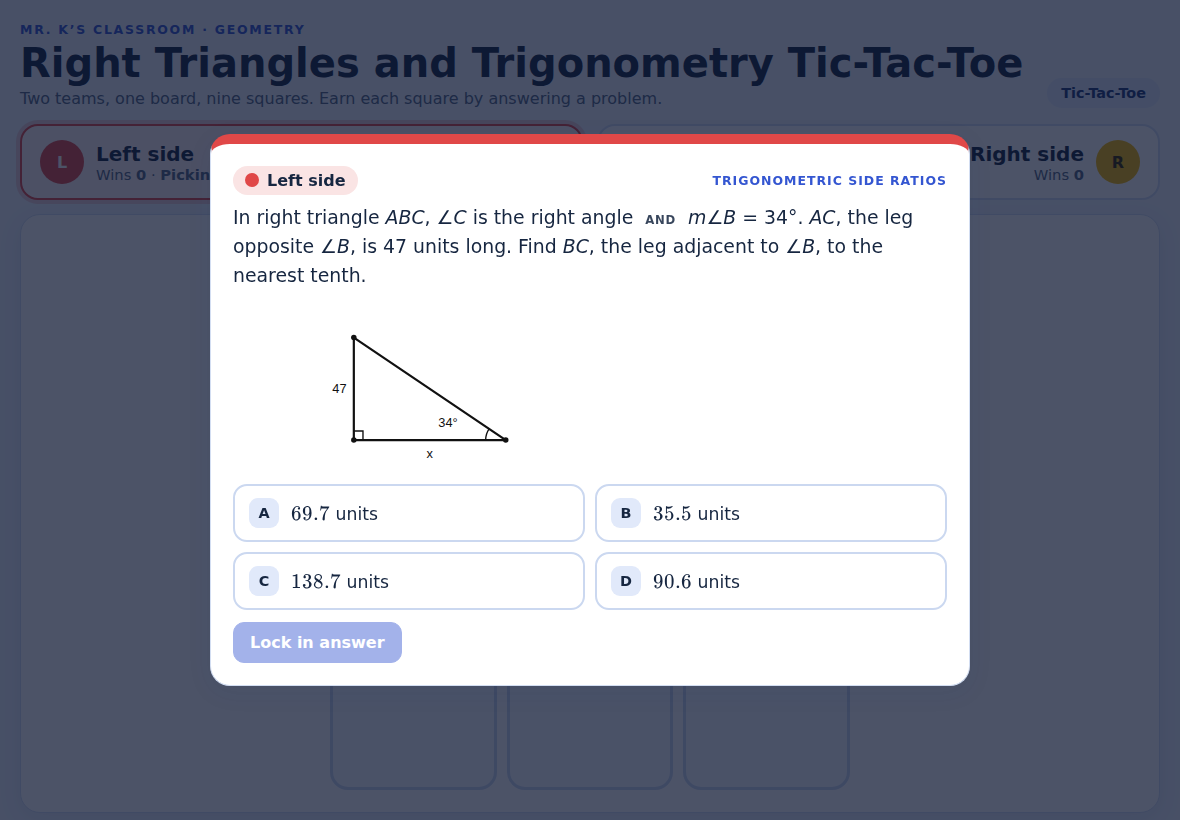 MR. K’S CLASSROOM · GEOMETRY
Right Triangles and Trigonometry Tic-Tac-Toe
Two teams, one board, nine squares. Earn each square by answering a problem.
Tic-Tac-Toe
L
Left side
Wins 0 · Pickin
Right side
Wins 0
R
Left side
TRIGONOMETRIC SIDE RATIOS
In right triangle ABC, ∠C is the right angle AND m∠B = 34°. AC, the leg
opposite ∠B, is 47 units long. Find BC, the leg adjacent to ∠B, to the
nearest tenth.
47
34°
x
A 69.7 units
B 35.5 units
C 138.7 units
D 90.6 units
Lock in answer